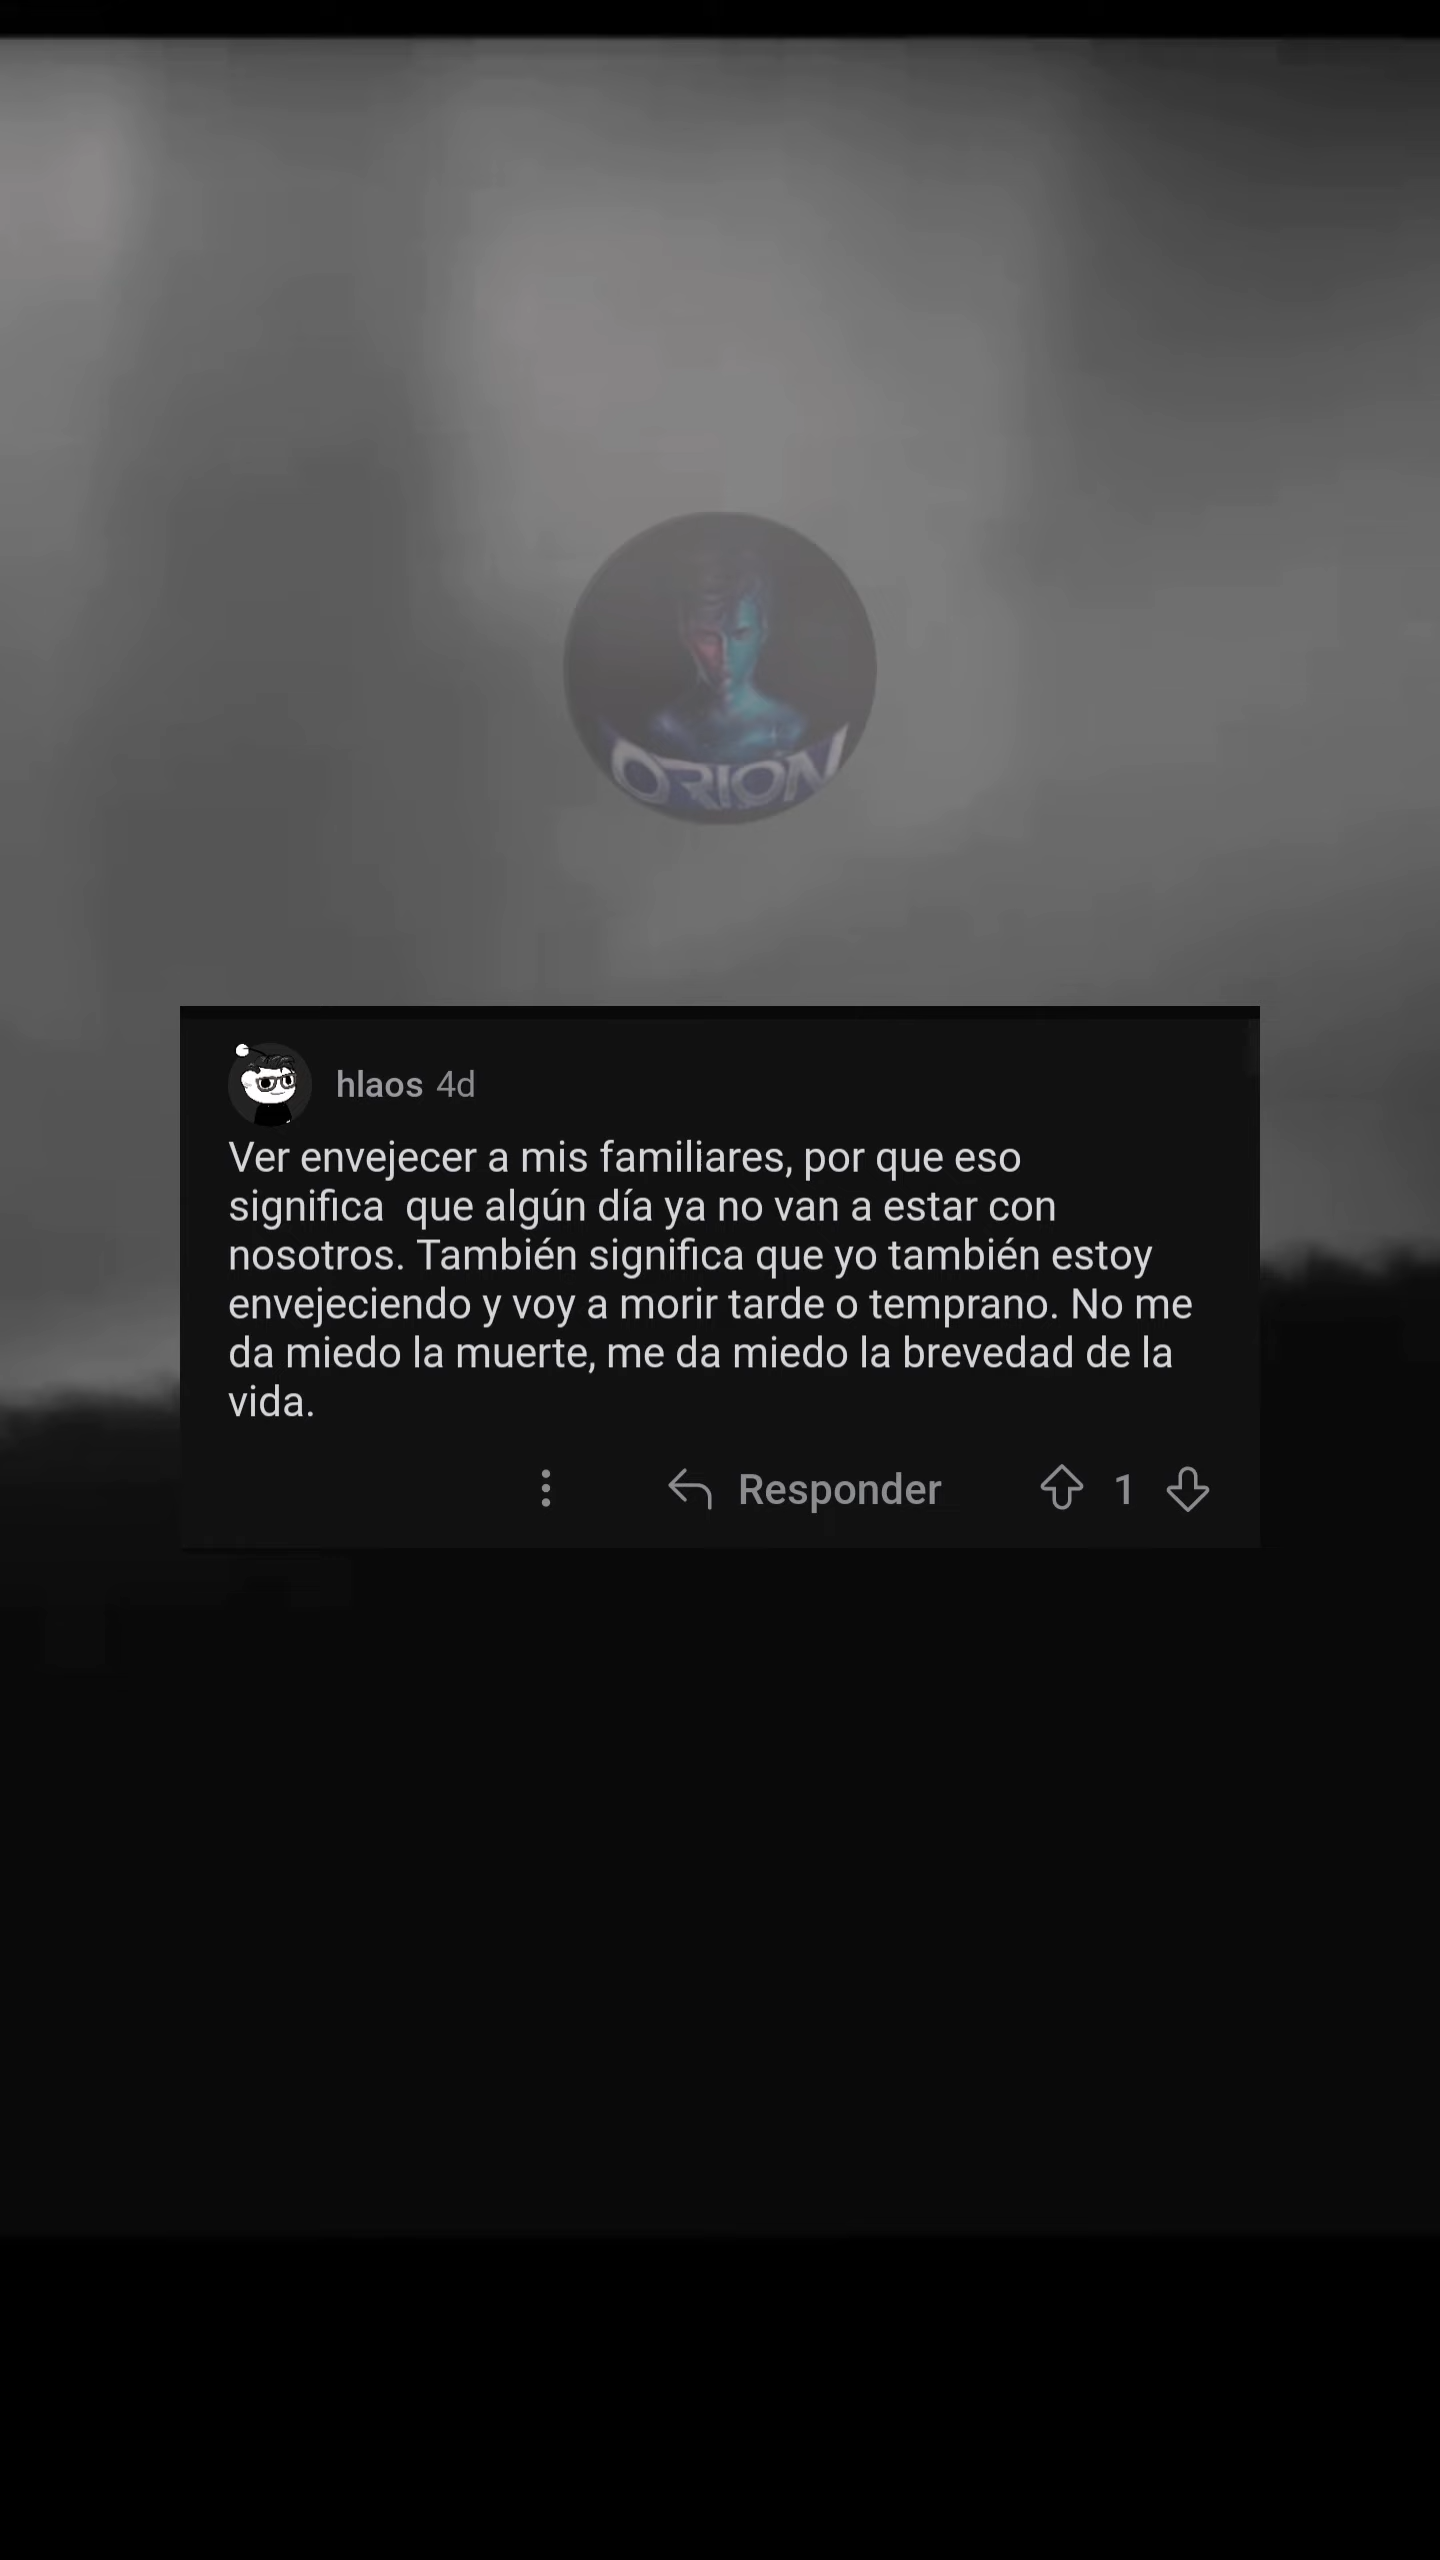 ORION
hlaos 4d
Ver envejecer a mis familiares, por que eso
significa  que algún día ya no van a estar con
nosotros. También significa que yo también estoy
envejeciendo y voy a morir tarde o temprano. No me
da miedo la muerte, me da miedo la brevedad de la
vida.
Responder 1